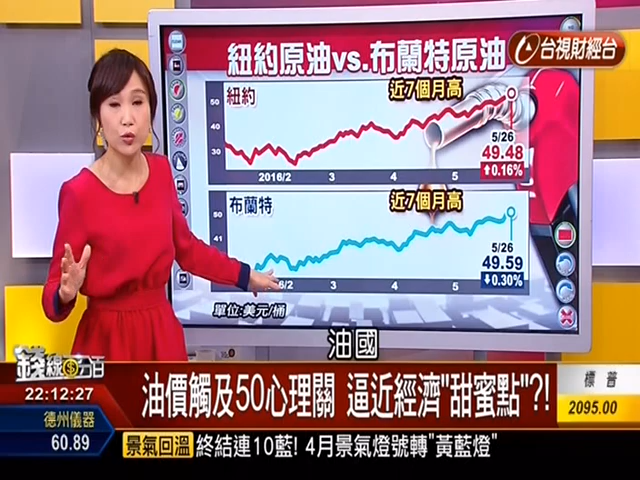 紐約原油vs.布蘭特原油
台視財經台
紐約
近7個月高
50
40
30
5/26
49.48
0.16%
2016/2
3
4
5
布蘭特
近7個月高
50
41
5/26
49.59
0.30%
6/2
3
4
5
單位:美元/桶
油國
錢線百分百
22:12:27
油價觸及50心理關 逼近經濟"甜蜜點"?!
標普
2095.00
德州儀器
60.89
景氣回溫
終結連10藍! 4月景氣燈號轉"黃藍燈"